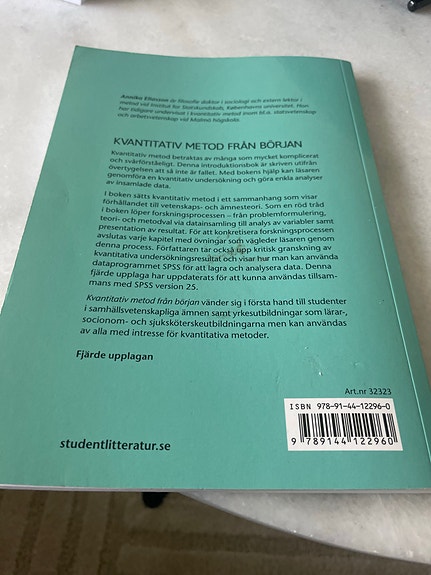 Annika Eliasson är filosofie doktor i sociologi och extern lektor i
metod vid Institut for Statskundskab, Københavns universitet. Hon
har tidigare undervisat i kvantitativ metod inom bl.a. statsvetenskap
och arbetsvetenskap vid Malmö högskola.
KVANTITATIV METOD FRÅN BÖRJAN
Kvantitativ metod betraktas av många som mycket komplicerat
och svårförståeligt. Denna introduktionsbok är skriven utifrån
övertygelsen att så inte är fallet. Med bokens hjälp kan läsaren
genomföra en kvantitativ undersökning och göra enkla analyser
av insamlade data.
I boken sätts kvantitativ metod i ett sammanhang som visar
förhållandet till vetenskaps- och ämnesteori. Som en röd tråd
i boken löper forskningsprocessen – från problemformulering,
teori- och metodval via datainsamling till analys av variabler samt
presentation av resultat. För att konkretisera forskningsprocessen
avslutas varje kapitel med övningar som vägleder läsaren genom
denna process. Författaren tar också upp kritisk granskning av
kvantitativa undersökningsresultat och visar hur man kan använda
dataprogrammet SPSS för att lagra och analysera data. Denna
fjärde upplaga har uppdaterats för att kunna användas tillsam-
mans med SPSS version 25.
Kvantitativ metod från början vänder sig i första hand till studenter
i samhällsvetenskapliga ämnen samt yrkesutbildningar som lärar-,
socionom- och sjuksköterskeutbildningarna men kan användas
av alla med intresse för kvantitativa metoder.
Fjärde upplagan
Art.nr 32323
ISBN 978-91-44-12296-0
9 789144 122960
studentlitteratur.se